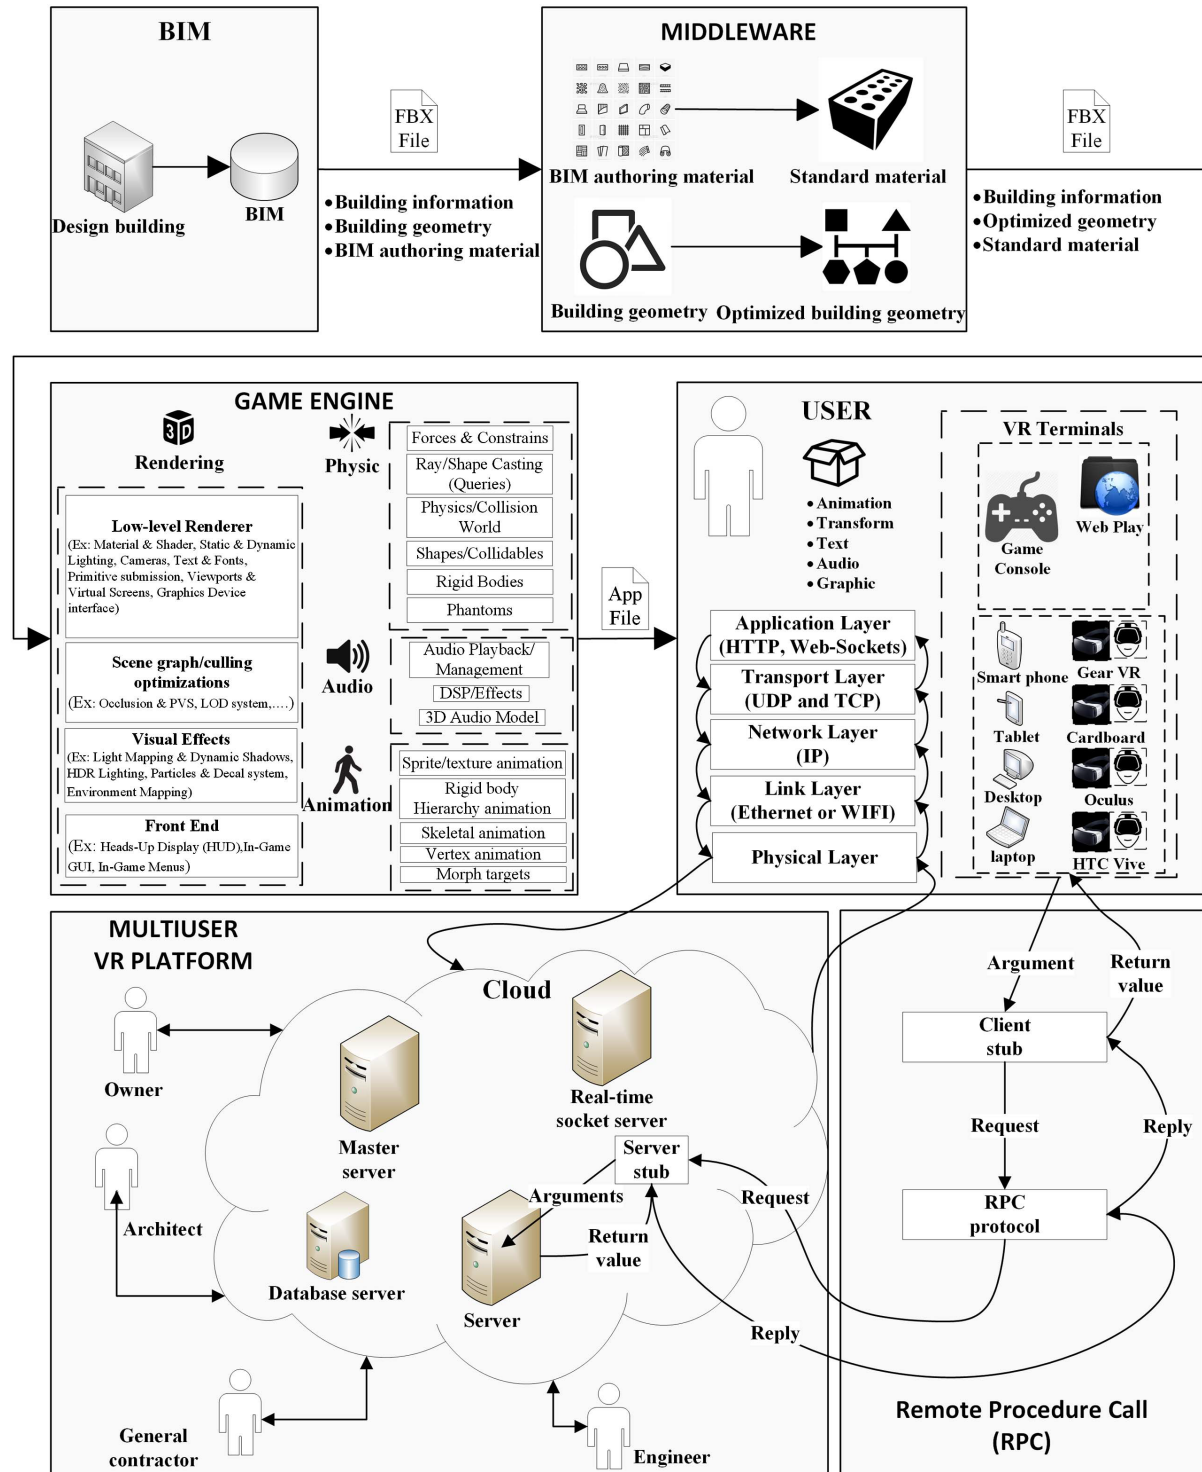 BIM
Design building
BIM
FBX
File
•Building information
•Building geometry
•BIM authoring material
MIDDLEWARE
BIM authoring material
Standard material
Building geometry
Optimized building geometry
FBX
File
•Building information
•Optimized geometry
•Standard material
GAME ENGINE
3D
Rendering
Low-level Renderer
(Ex: Material & Shader, Static & Dynamic
Lighting, Cameras, Text & Fonts,
Primitive submission, Viewports &
Virtual Screens, Graphics Device
interface)
Scene graph/culling
optimizations
(Ex: Occlusion & PVS, LOD system,....)
Visual Effects
(Ex: Light Mapping & Dynamic Shadows,
HDR Lighting, Particles & Decal system,
Environment Mapping)
Front End
(Ex: Heads-Up Display (HUD),In-Game
GUI, In-Game Menus)
Physic
Forces & Constrains
Ray/Shape Casting
(Queries)
Physics/Collision
World
Shapes/Collidables
Rigid Bodies
Phantoms
Audio
Audio Playback/
Management
DSP/Effects
3D Audio Model
Animation
Sprite/texture animation
Rigid body
Hierarchy animation
Skeletal animation
Vertex animation
Morph targets
App
File
USER
• Animation
• Transform
• Text
• Audio
• Graphic
Application Layer
(HTTP, Web-Sockets)
Transport Layer
(UDP and TCP)
Network Layer
(IP)
Link Layer
(Ethernet or WIFI)
Physical Layer
VR Terminals
Game
Console
Web Play
Smart phone
Gear VR
Tablet
Cardboard
Desktop
Oculus
laptop
HTC Vive
MULTIUSER
VR PLATFORM
Cloud
Owner
Architect
General
contractor
Engineer
Master
server
Real-time
socket server
Database server
Server
Server
stub
Arguments
Return
value
Request
Reply
Argument
Return
value
Client
stub
Request
Reply
RPC
protocol
Remote Procedure Call
(RPC)